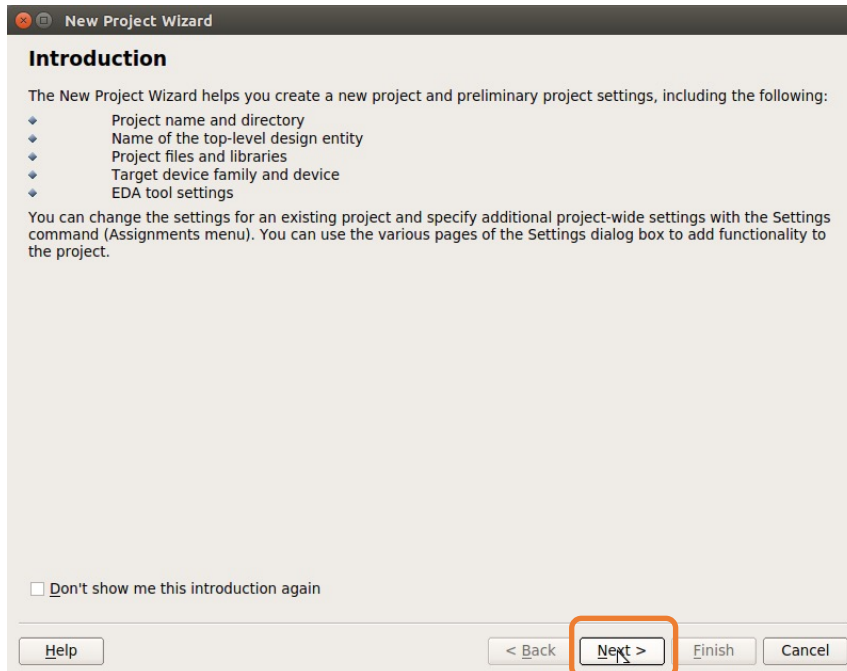 New Project Wizard
Introduction
The New Project Wizard helps you create a new project and preliminary project settings, including the following:
Project name and directory
Name of the top-level design entity
Project files and libraries
Target device family and device
EDA tool settings
You can change the settings for an existing project and specify additional project-wide settings with the Settings
command (Assignments menu). You can use the various pages of the Settings dialog box to add functionality to
the project.
Don't show me this introduction again
Help < Back Next > Finish Cancel